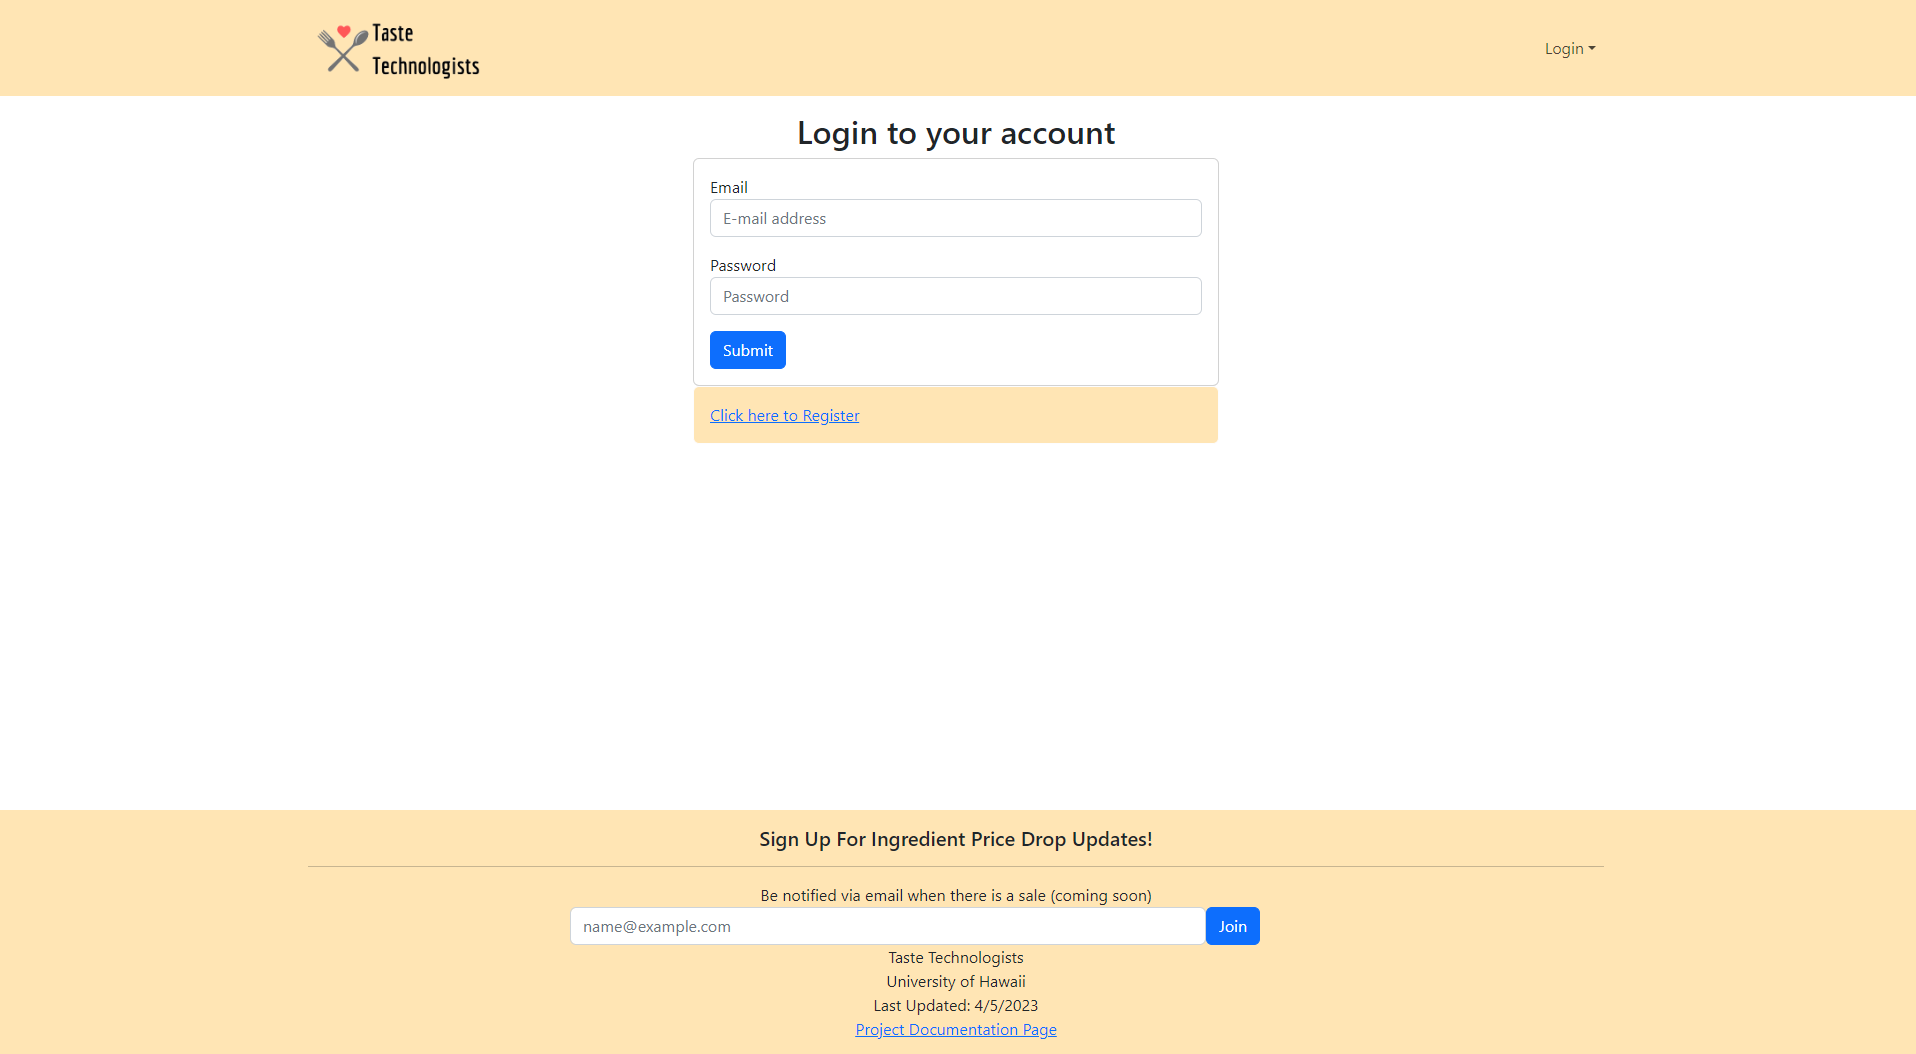 Taste
Technologists
Login
Login to your account
Email
E-mail address
Password
Password
Submit
Click here to Register
Sign Up For Ingredient Price Drop Updates!
Be notified via email when there is a sale (coming soon)
name@example.com
Join
Taste Technologists
University of Hawaii
Last Updated: 4/5/2023
Project Documentation Page